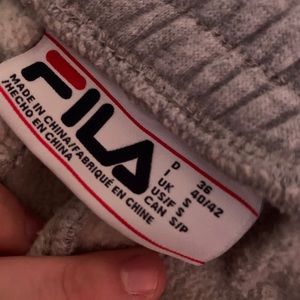 FILA
MADE IN CHINA/FABRIQUE EN CHINE
/HECHO EN CHINA
D 36
I 40/42
UK S
US/F S
CAN S/P